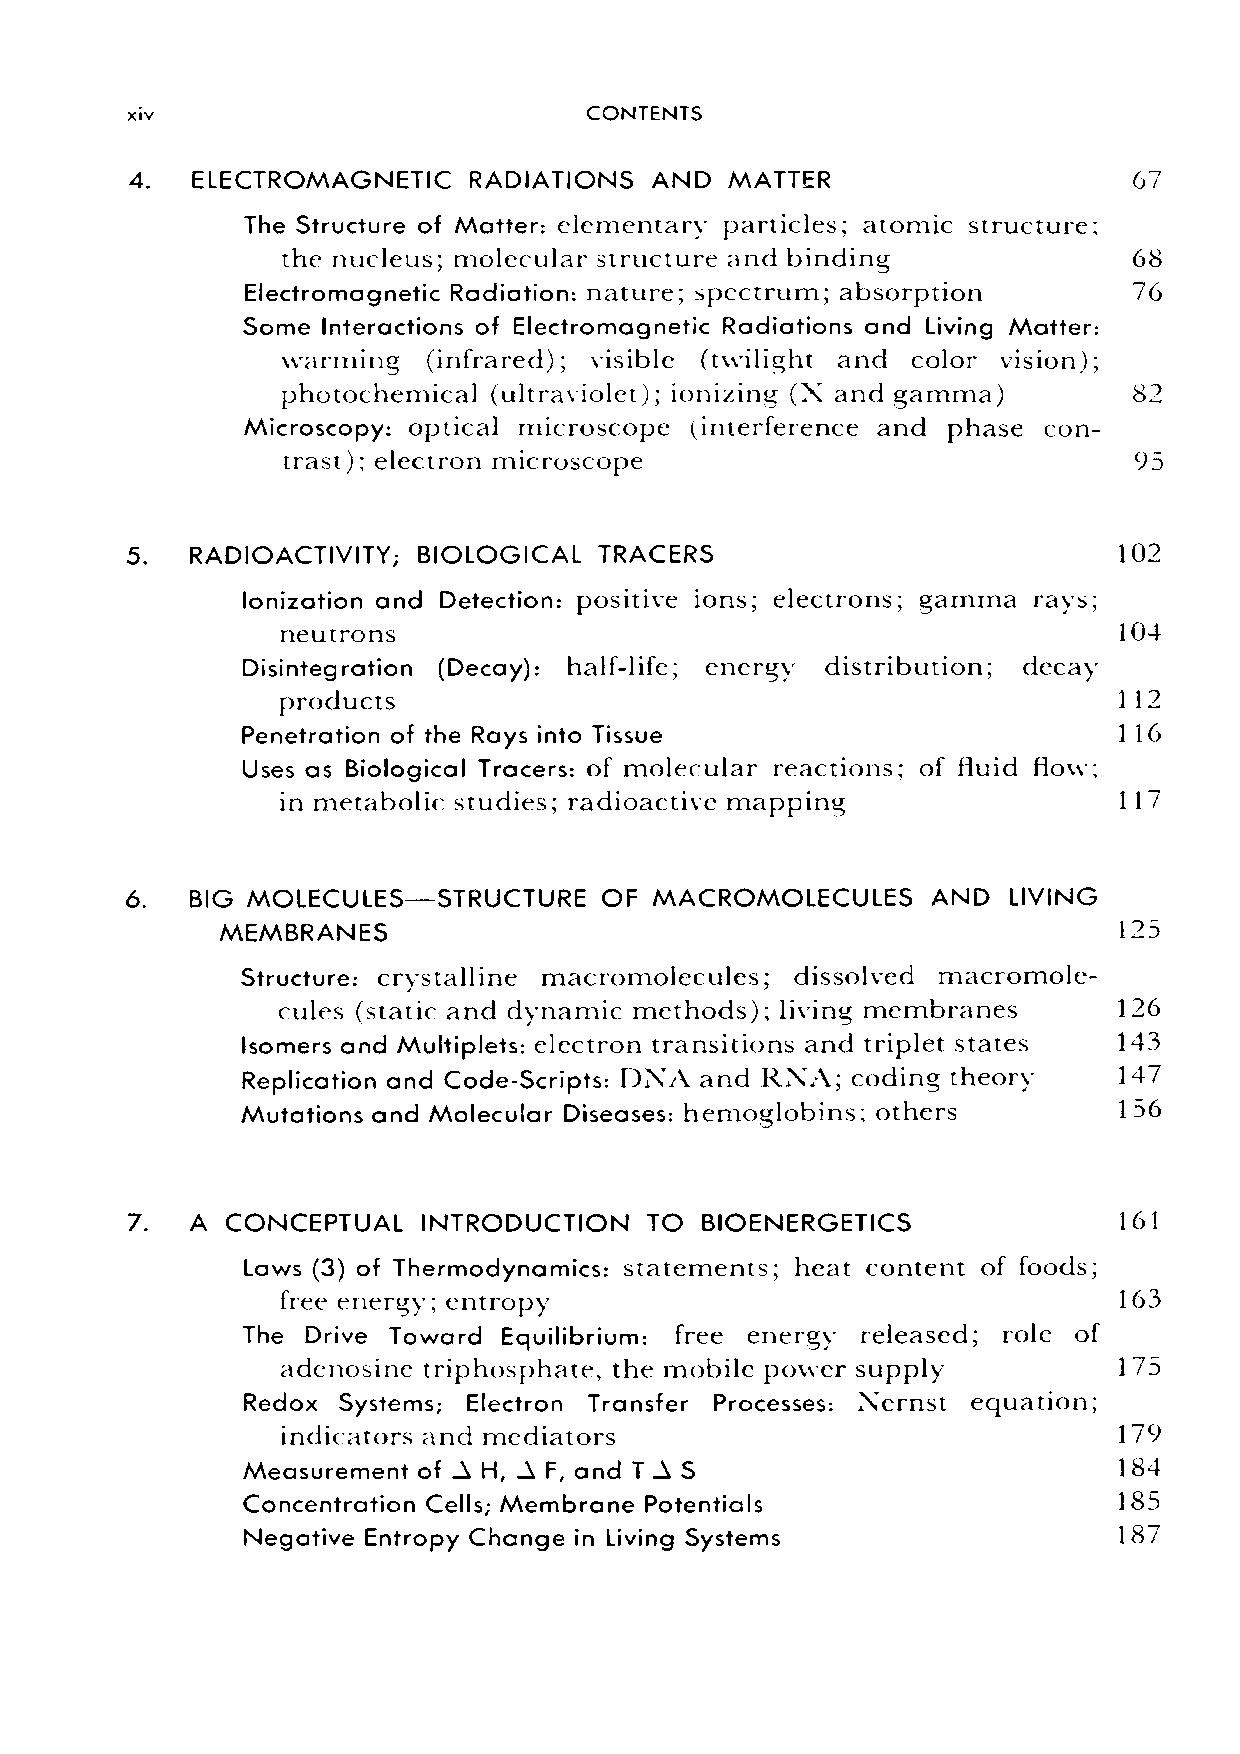 xiv CONTENTS
4. ELECTROMAGNETIC RADIATIONS AND MATTER 67
The Structure of Matter: elementary particles; atomic structure;
the nucleus; molecular structure and binding 68
Electromagnetic Radiation: nature; spectrum; absorption 76
Some Interactions of Electromagnetic Radiations and Living Matter:
warming (infrared); visible (twilight and color vision);
photochemical (ultraviolet); ionizing (X and gamma) 82
Microscopy: optical microscope (interference and phase con-
trast); electron microscope 95
5. RADIOACTIVITY; BIOLOGICAL TRACERS 102
Ionization and Detection: positive ions; electrons; gamma rays;
neutrons 104
Disintegration (Decay): half-life; energy distribution; decay
products 112
Penetration of the Rays into Tissue 116
Uses as Biological Tracers: of molecular reactions; of fluid flow;
in metabolic studies; radioactive mapping 117
6. BIG MOLECULES—STRUCTURE OF MACROMOLECULES AND LIVING
MEMBRANES 125
Structure: crystalline macromolecules; dissolved macromole-
cules (static and dynamic methods); living membranes 126
Isomers and Multiplets: electron transitions and triplet states 143
Replication and Code-Scripts: DNA and RNA; coding theory 147
Mutations and Molecular Diseases: hemoglobins; others 156
7. A CONCEPTUAL INTRODUCTION TO BIOENERGETICS 161
Laws (3) of Thermodynamics: statements; heat content of foods;
free energy; entropy 163
The Drive Toward Equilibrium: free energy released; role of
adenosine triphosphate, the mobile power supply 175
Redox Systems; Electron Transfer Processes: Nernst equation;
indicators and mediators 179
Measurement of Δ H, Δ F, and T Δ S 184
Concentration Cells; Membrane Potentials 185
Negative Entropy Change in Living Systems 187